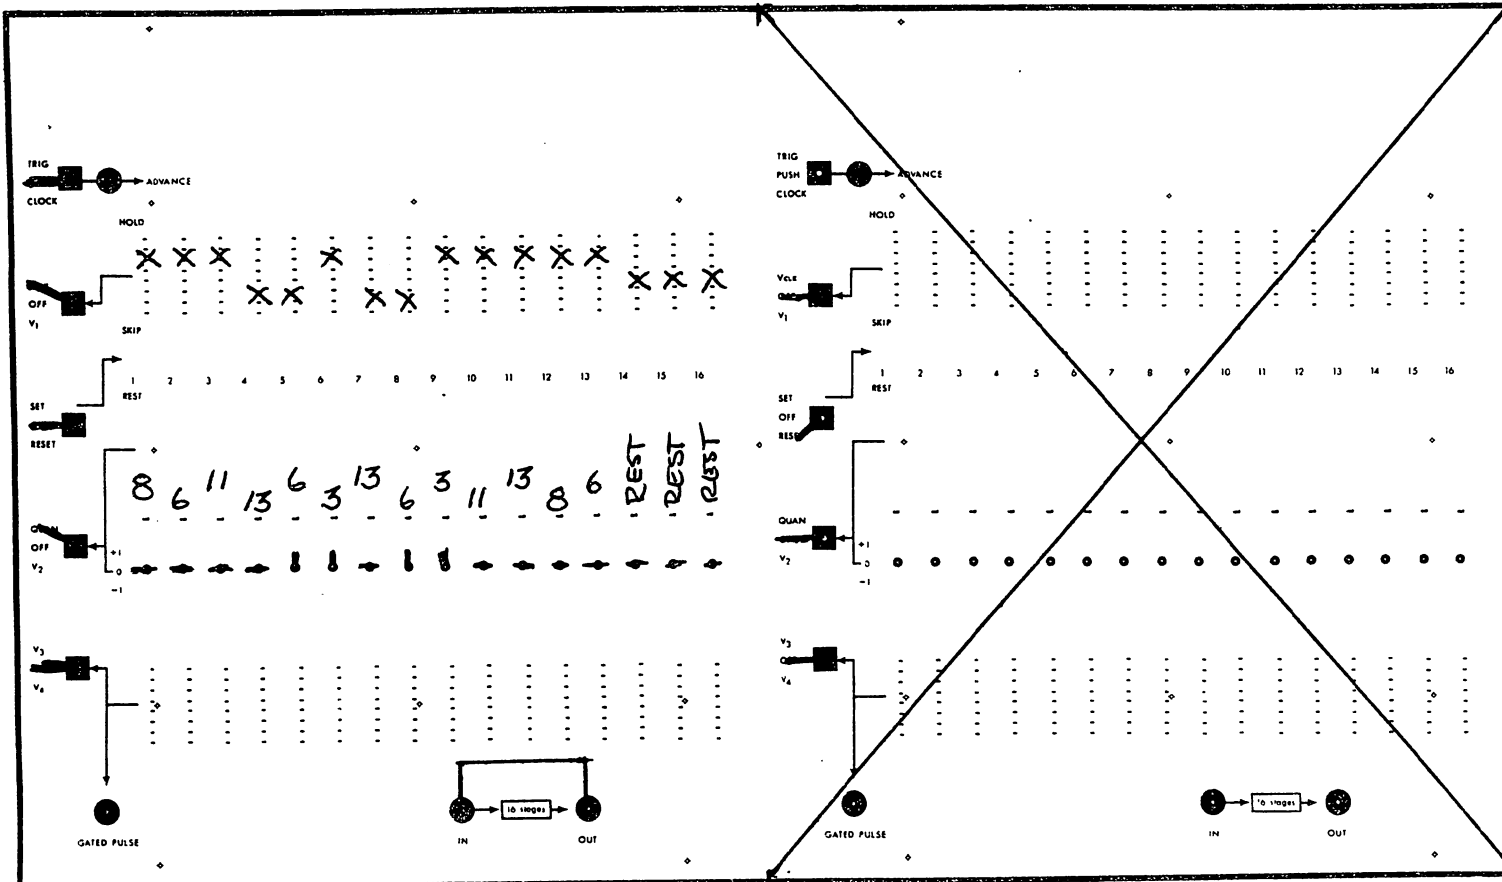 TRIG
CLOCK
ADVANCE
HOLD
OFF
V1
SKIP
1 2 3 4 5 6 7 8 9 10 11 12 13 14 15 16
REST
SET
RESET
8 6 11 13 6 3 13 6 3 11 13 8 6 REST REST REST
QUAN
OFF
V2
+1
0
-1
V3
V4
GATED PULSE
IN
16 stages
OUT
TRIG
PUSH
CLOCK
ADVANCE
HOLD
VCLK
V1
SKIP
1 2 3 4 5 6 7 8 9 10 11 12 13 14 15 16
REST
SET
OFF
RESET
QUAN
V2
+1
0
-1
V3
V4
GATED PULSE
IN
16 stages
OUT